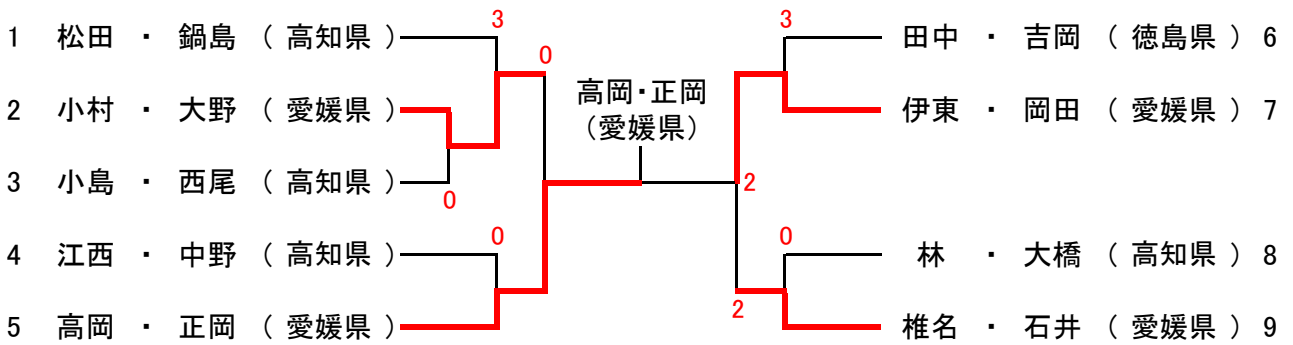 1 松田 ・ 鍋島 ( 高知県 )
2 小村 ・ 大野 ( 愛媛県 )
3 小島 ・ 西尾 ( 高知県 )
4 江西 ・ 中野 ( 高知県 )
5 高岡 ・ 正岡 ( 愛媛県 )
3
0
0
0
高岡・正岡
(愛媛県)
3
2
0
2
田中 ・ 吉岡 ( 徳島県 ) 6
伊東 ・ 岡田 ( 愛媛県 ) 7
林 ・ 大橋 ( 高知県 ) 8
椎名 ・ 石井 ( 愛媛県 ) 9